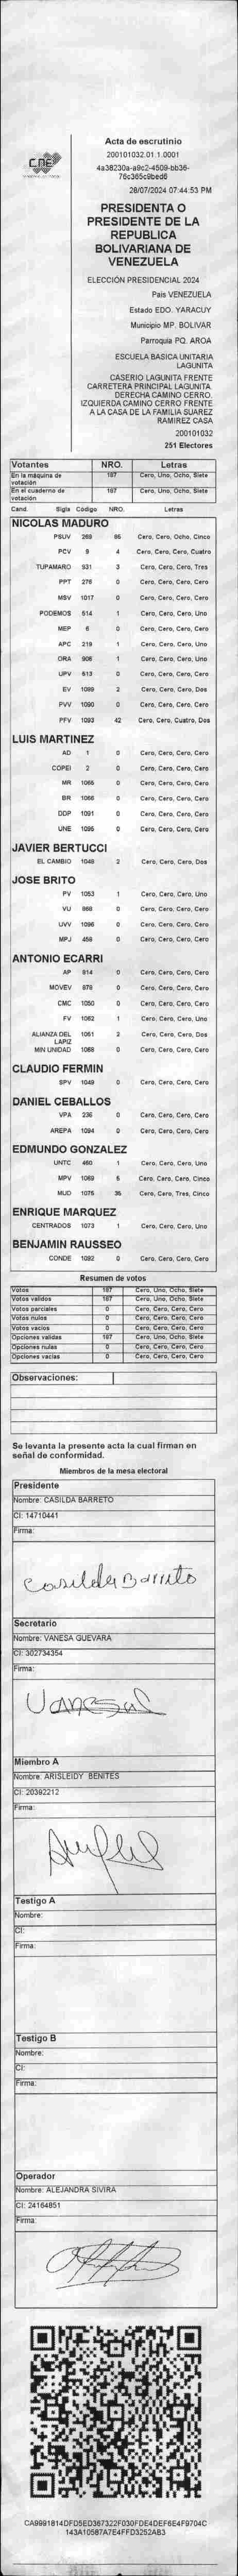 CNE
Acta de escrutinio
200101032.01.1.0001
4a38230a-a9c2-4509-bb36-
76c365c9bed6
28/07/2024 07:44:53 PM
PRESIDENTA O
PRESIDENTE DE LA
REPUBLICA
BOLIVARIANA DE
VENEZUELA
ELECCIÓN PRESIDENCIAL 2024
Pais VENEZUELA
Estado EDO. YARACUY
Municipio MP. BOLIVAR
Parroquia PQ. AROA
ESCUELA BASICA UNITARIA
LAGUNITA
CASERIO LAGUNITA FRENTE
CARRETERA PRINCIPAL LAGUNITA.
DERECHA CAMINO CERRO.
IZQUIERDA CAMINO CERRO FRENTE
A LA CASA DE LA FAMILIA SUAREZ
RAMIREZ CASA
200101032
251 Electores
Votantes NRO. Letras
En la máquina de votación 187 Cero, Uno, Ocho, Siete
En el cuaderno de votación 187 Cero, Uno, Ocho, Siete
Cand. Sigla Codigo NRO. Letras
NICOLAS MADURO
PSUV 269 85 Cero, Cero, Ocho, Cinco
PCV 9 4 Cero, Cero, Cero, Cuatro
TUPAMARO 931 3 Cero, Cero, Cero, Tres
PPT 276 0 Cero, Cero, Cero, Cero
MSV 1017 0 Cero, Cero, Cero, Cero
PODEMOS 514 1 Cero, Cero, Cero, Uno
MEP 6 0 Cero, Cero, Cero, Cero
APC 219 1 Cero, Cero, Cero, Uno
ORA 906 1 Cero, Cero, Cero, Uno
UPV 513 0 Cero, Cero, Cero, Cero
EV 1089 2 Cero, Cero, Cero, Dos
PVV 1090 0 Cero, Cero, Cero, Cero
PFV 1093 42 Cero, Cero, Cuatro, Dos
LUIS MARTINEZ
AD 1 0 Cero, Cero, Cero, Cero
COPEI 2 0 Cero, Cero, Cero, Cero
MR 1065 0 Cero, Cero, Cero, Cero
BR 1066 0 Cero, Cero, Cero, Cero
DDP 1091 0 Cero, Cero, Cero, Cero
UNE 1095 0 Cero, Cero, Cero, Cero
JAVIER BERTUCCI
EL CAMBIO 1048 2 Cero, Cero, Cero, Dos
JOSE BRITO
PV 1053 1 Cero, Cero, Cero, Uno
VU 868 0 Cero, Cero, Cero, Cero
UVV 1096 0 Cero, Cero, Cero, Cero
MPJ 458 0 Cero, Cero, Cero, Cero
ANTONIO ECARRI
AP 814 0 Cero, Cero, Cero, Cero
MOVEV 878 0 Cero, Cero, Cero, Cero
CMC 1050 0 Cero, Cero, Cero, Cero
FV 1062 1 Cero, Cero, Cero, Uno
ALIANZA DEL LAPIZ 1051 2 Cero, Cero, Cero, Dos
MIN UNIDAD 1068 0 Cero, Cero, Cero, Cero
CLAUDIO FERMIN
SPV 1049 0 Cero, Cero, Cero, Cero
DANIEL CEBALLOS
VPA 236 0 Cero, Cero, Cero, Cero
AREPA 1094 0 Cero, Cero, Cero, Cero
EDMUNDO GONZALEZ
UNTC 460 1 Cero, Cero, Cero, Uno
MPV 1069 5 Cero, Cero, Cero, Cinco
MUD 1075 35 Cero, Cero, Tres, Cinco
ENRIQUE MARQUEZ
CENTRADOS 1073 1 Cero, Cero, Cero, Uno
BENJAMIN RAUSSEO
CONDE 1092 0 Cero, Cero, Cero, Cero
Resumen de votos
Votos 187 Cero, Uno, Ocho, Siete
Votos validos 187 Cero, Uno, Ocho, Siete
Votos parciales 0 Cero, Cero, Cero, Cero
Votos nulos 0 Cero, Cero, Cero, Cero
Votos vacios 0 Cero, Cero, Cero, Cero
Opciones validas 187 Cero, Uno, Ocho, Siete
Opciones nulas 0 Cero, Cero, Cero, Cero
Opciones vacias 0 Cero, Cero, Cero, Cero
Observaciones:
Se levanta la presente acta la cual firman en
señal de conformidad.
Miembros de la mesa electoral
Presidente
Nombre: CASILDA BARRETO
CI: 14710441
Firma:
Casilda Barreto
Secretario
Nombre: VANESA GUEVARA
CI: 302734354
Firma:
Miembro A
Nombre: ARISLEIDY BENITES
CI: 20392212
Firma:
Testigo A
Nombre:
CI:
Firma:
Testigo B
Nombre:
CI:
Firma:
Operador
Nombre: ALEJANDRA SIVIRA
CI: 24164851
Firma:
CA9991814DFD5ED367322F030FDE4DEF6E4F9704C
143A10587A7E4FFD3252AB3